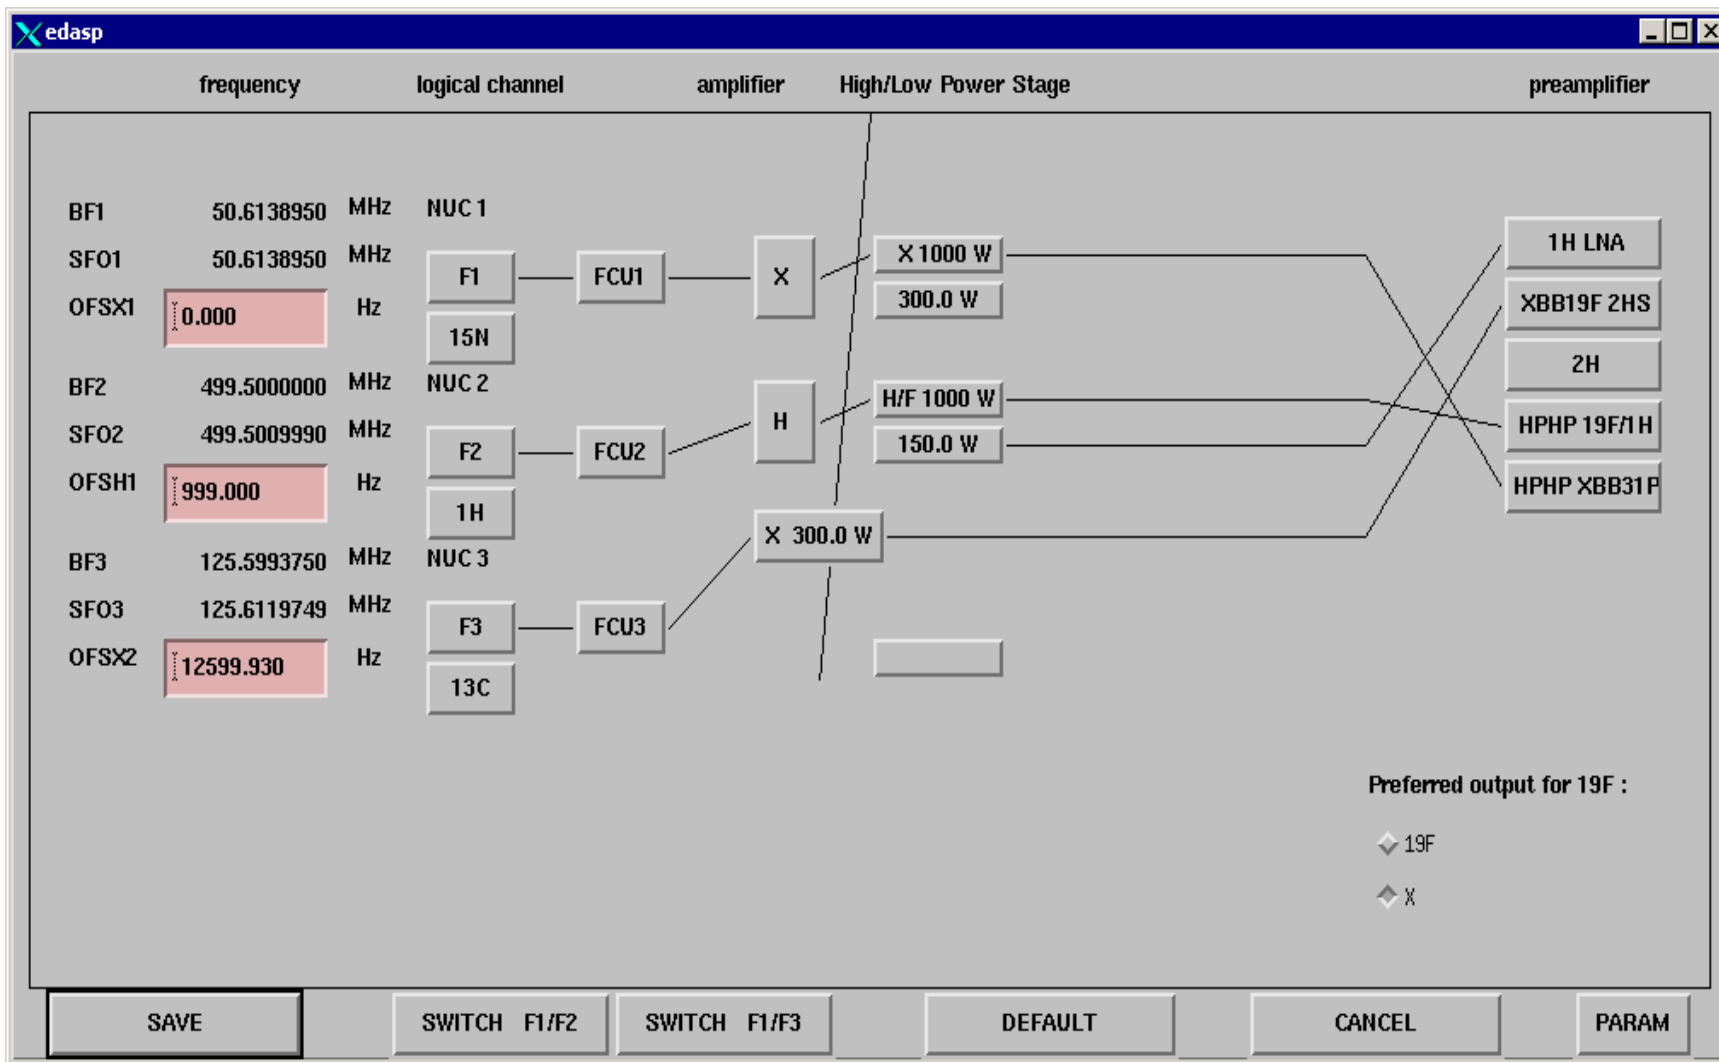 edasp
frequency logical channel amplifier High/Low Power Stage preamplifier
BF1 50.6138950 MHz NUC 1
SFO1 50.6138950 MHz
OFSX1 0.000 Hz
F1 FCU1 X X 1000 W 1H LNA
15N 300.0 W XBB19F 2HS
2H
BF2 499.5000000 MHz NUC 2
SFO2 499.5009990 MHz
OFSH1 999.000 Hz
F2 FCU2 H H/F 1000 W HPHP 19F/1H
1H 150.0 W HPHP XBB31P
X 300.0 W
BF3 125.5993750 MHz NUC 3
SFO3 125.6119749 MHz
OFSX2 12599.930 Hz
F3 FCU3
13C
Preferred output for 19F :
19F
X
SAVE SWITCH F1/F2 SWITCH F1/F3 DEFAULT CANCEL PARAM